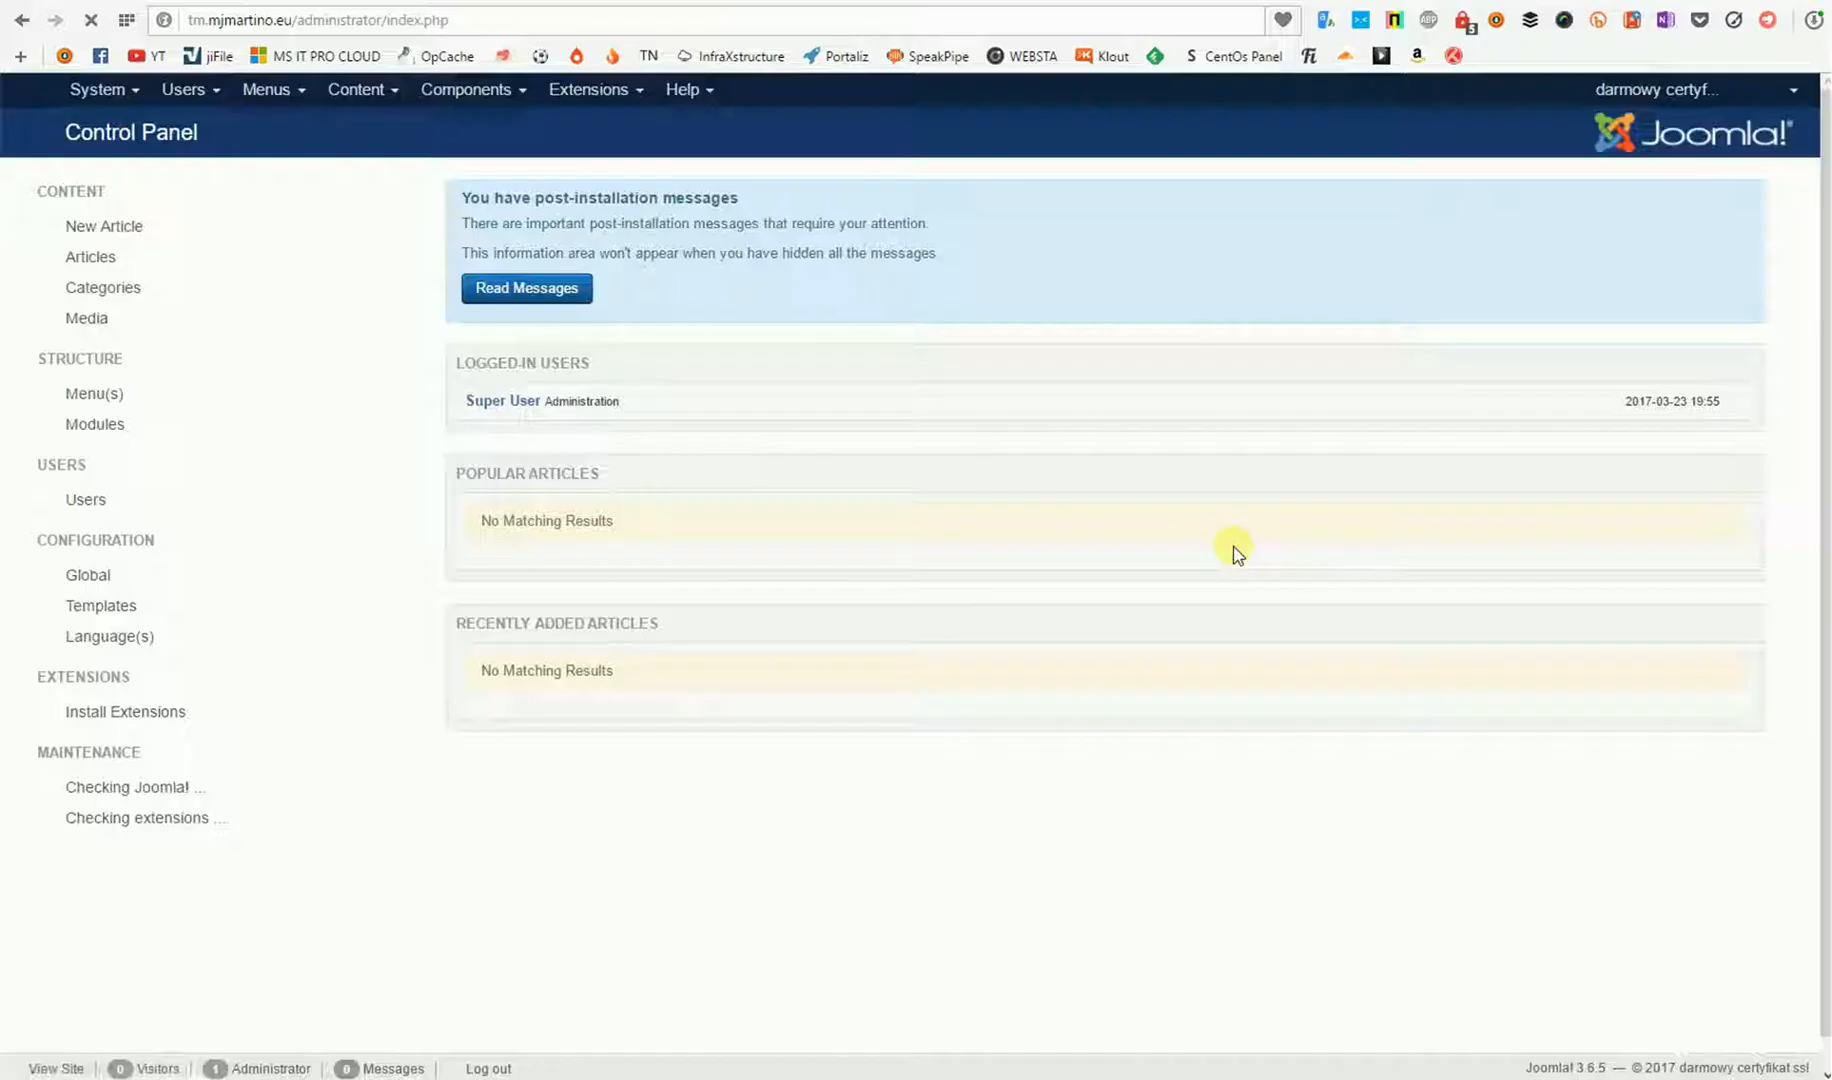 tm.mjmartino.eu/administrator/index.php
YT jiFile MS IT PRO CLOUD OpCache TN InfraXstructure Portaliz SpeakPipe WEBSTA Klout CentOs Panel
System Users Menus Content Components Extensions Help darmowy certyf...
Control Panel Joomla!
CONTENT
New Article
Articles
Categories
Media
STRUCTURE
Menu(s)
Modules
USERS
Users
CONFIGURATION
Global
Templates
Language(s)
EXTENSIONS
Install Extensions
MAINTENANCE
Checking Joomla! ...
Checking extensions ...
You have post-installation messages
There are important post-installation messages that require your attention.
This information area won't appear when you have hidden all the messages
Read Messages
LOGGED-IN USERS
Super User Administration 2017-03-23 19:55
POPULAR ARTICLES
No Matching Results
RECENTLY ADDED ARTICLES
No Matching Results
View Site 0 Visitors 1 Administrator 0 Messages Log out Joomla! 3.6.5 — © 2017 darmowy certyfikat ssl